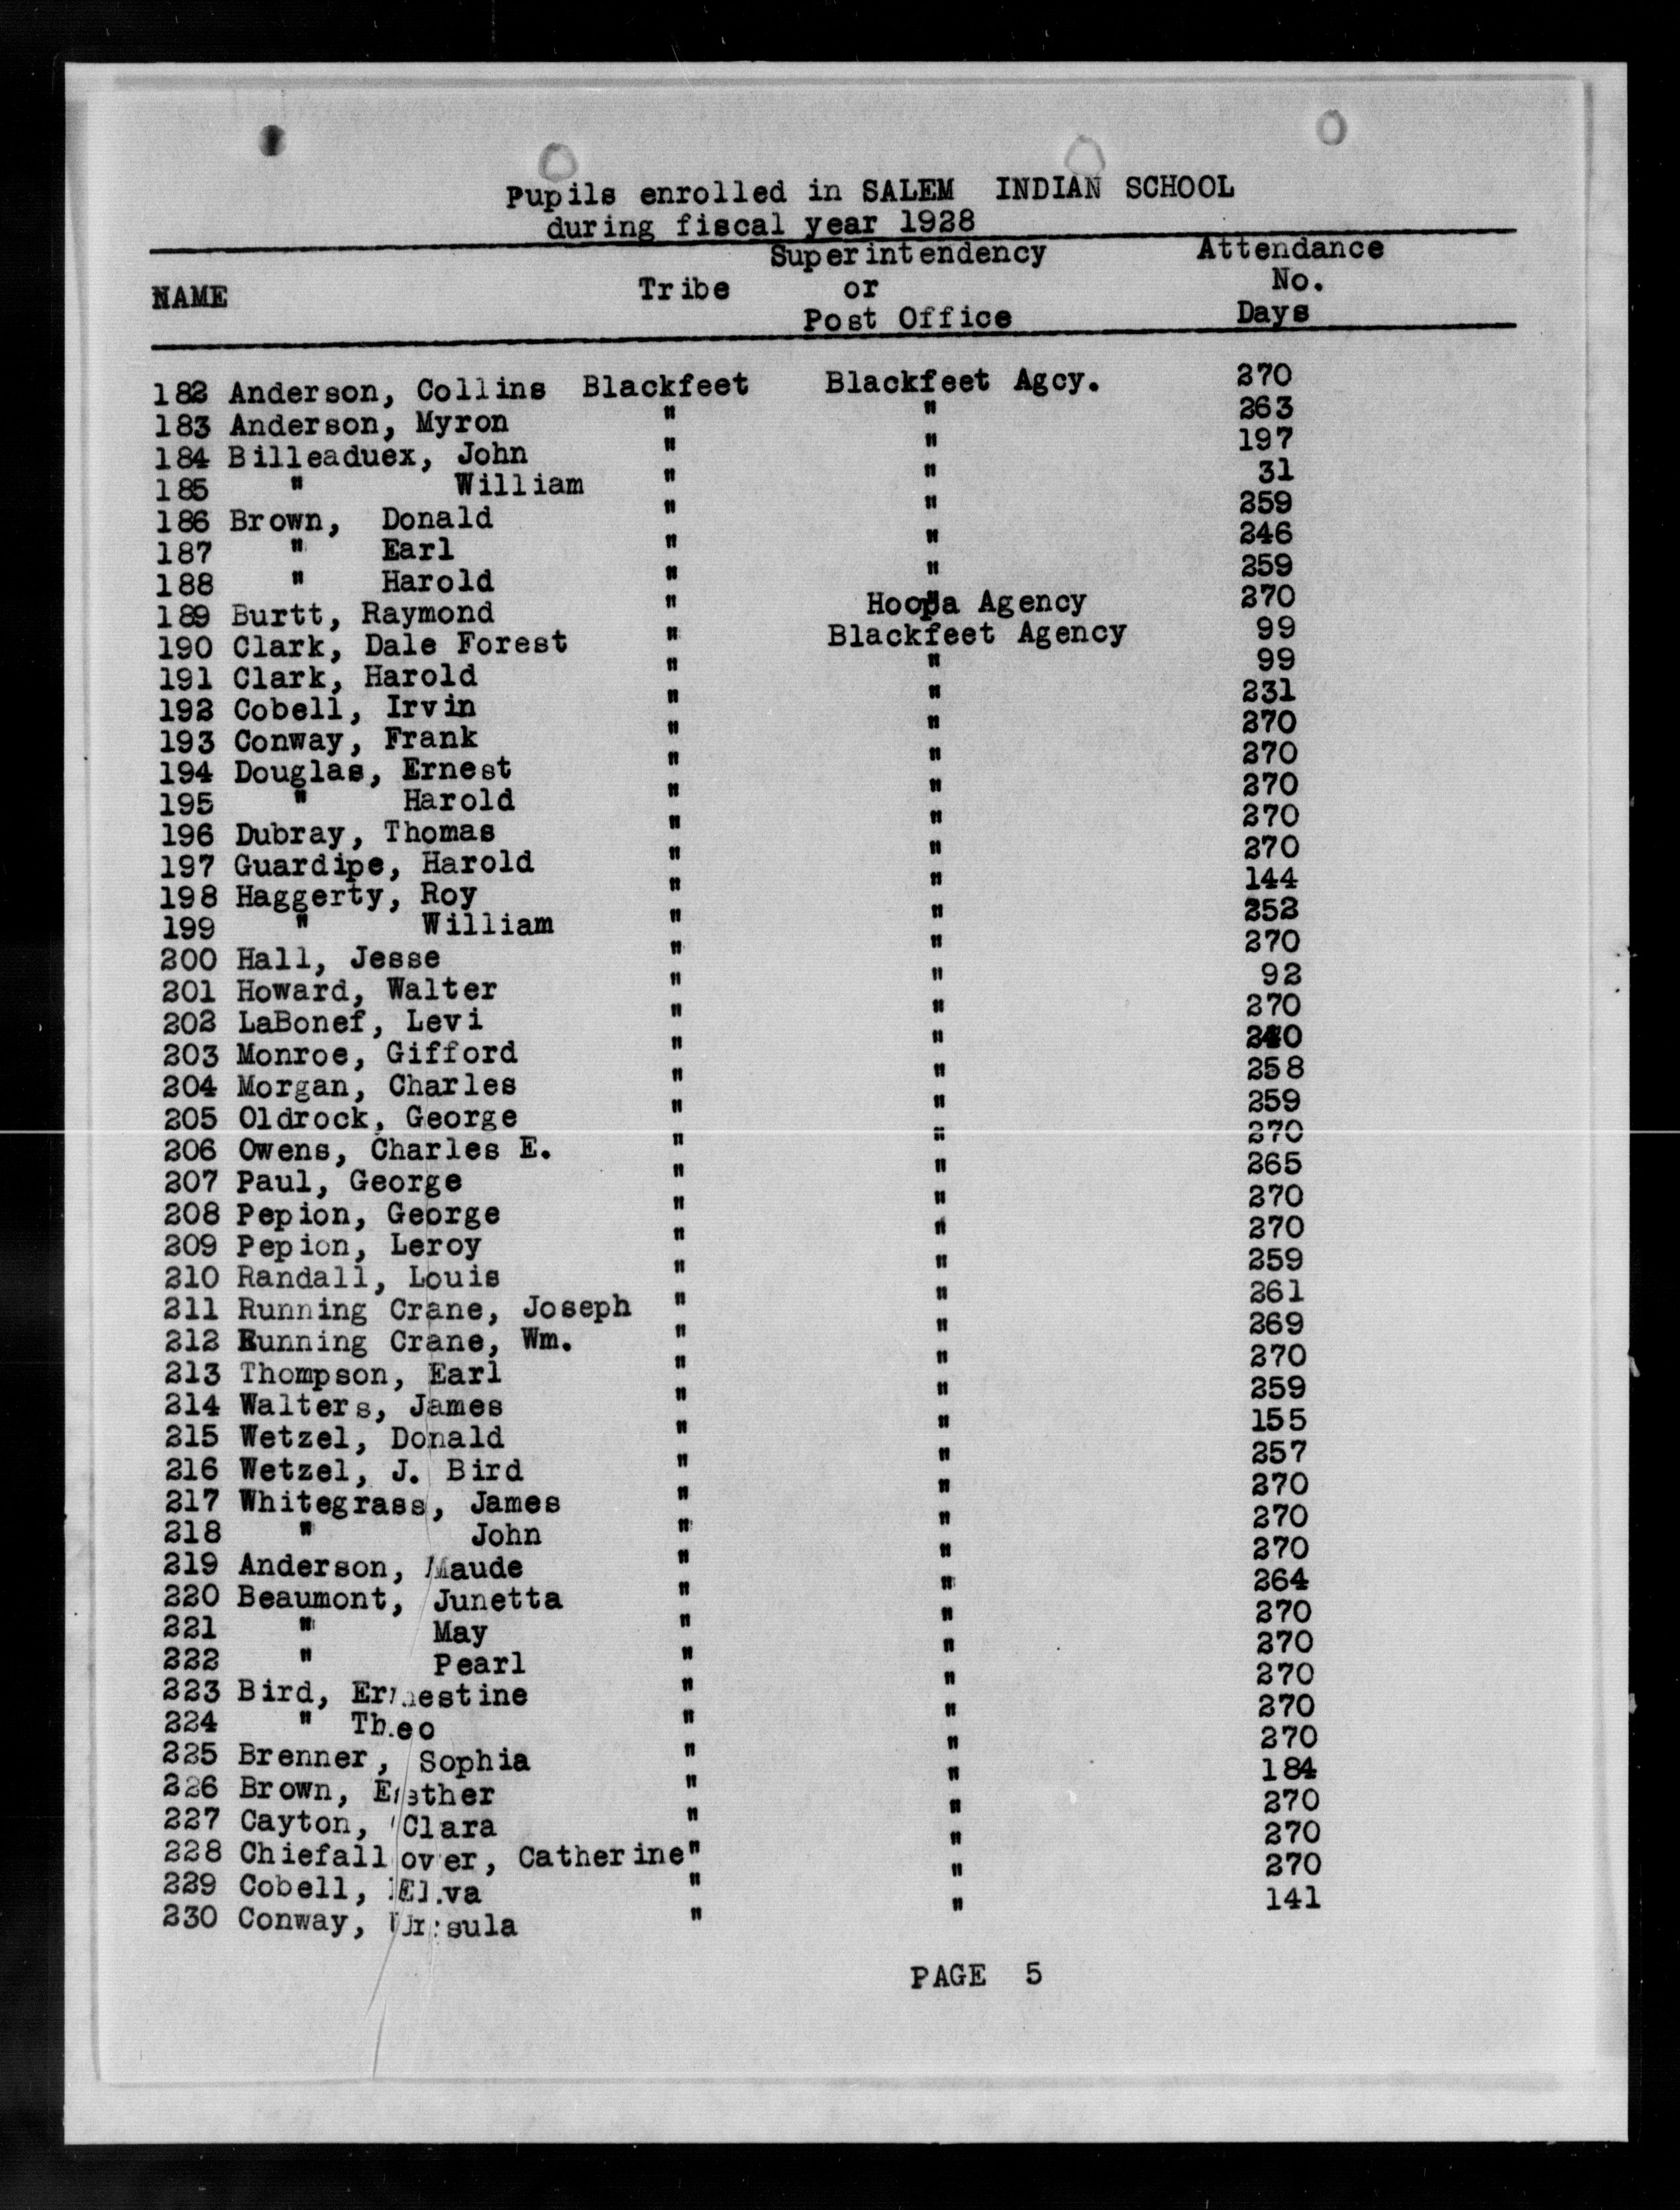 Pupils enrolled in SALEM INDIAN SCHOOL
during fiscal year 1928
NAME Tribe Superintendency or Post Office Attendance No. Days
182 Anderson, Collins Blackfeet Blackfeet Agcy. 270
183 Anderson, Myron " " 263
184 Billeaduex, John " " 197
185 " William " " 31
186 Brown, Donald " " 259
187 " Earl " " 246
188 " Harold " " 259
189 Burtt, Raymond " Hoopa Agency 270
190 Clark, Dale Forest " Blackfeet Agency 99
191 Clark, Harold " " 99
192 Cobell, Irvin " " 231
193 Conway, Frank " " 270
194 Douglas, Ernest " " 270
195 " Harold " " 270
196 Dubray, Thomas " " 270
197 Guardipe, Harold " " 270
198 Haggerty, Roy " " 144
199 " William " " 252
200 Hall, Jesse " " 270
201 Howard, Walter " " 92
202 LaBonef, Levi " " 270
203 Monroe, Gifford " "
204 Morgan, Charles " " 258
205 Oldrock, George " " 259
206 Owens, Charles E. " " 270
207 Paul, George " " 265
208 Pepion, George " " 270
209 Pepion, Leroy " " 270
210 Randall, Louis " " 259
211 Running Crane, Joseph " " 261
212 Running Crane, Wm. " " 269
213 Thompson, Earl " " 270
214 Walters, James " " 259
215 Wetzel, Donald " " 155
216 Wetzel, J. Bird " " 257
217 Whitegrass, James " " 270
218 " John " " 270
219 Anderson, Maude " " 270
220 Beaumont, Junetta " " 264
221 " May " " 270
222 " Pearl " " 270
223 Bird, Ernestine " " 270
224 " Theo " " 270
225 Brenner, Sophia " " 270
226 Brown, Esther " " 184
227 Cayton, Clara " " 270
228 Chiefall over, Catherine " " 270
229 Cobell, Elva " " 270
230 Conway, Ursula " " 141
PAGE 5